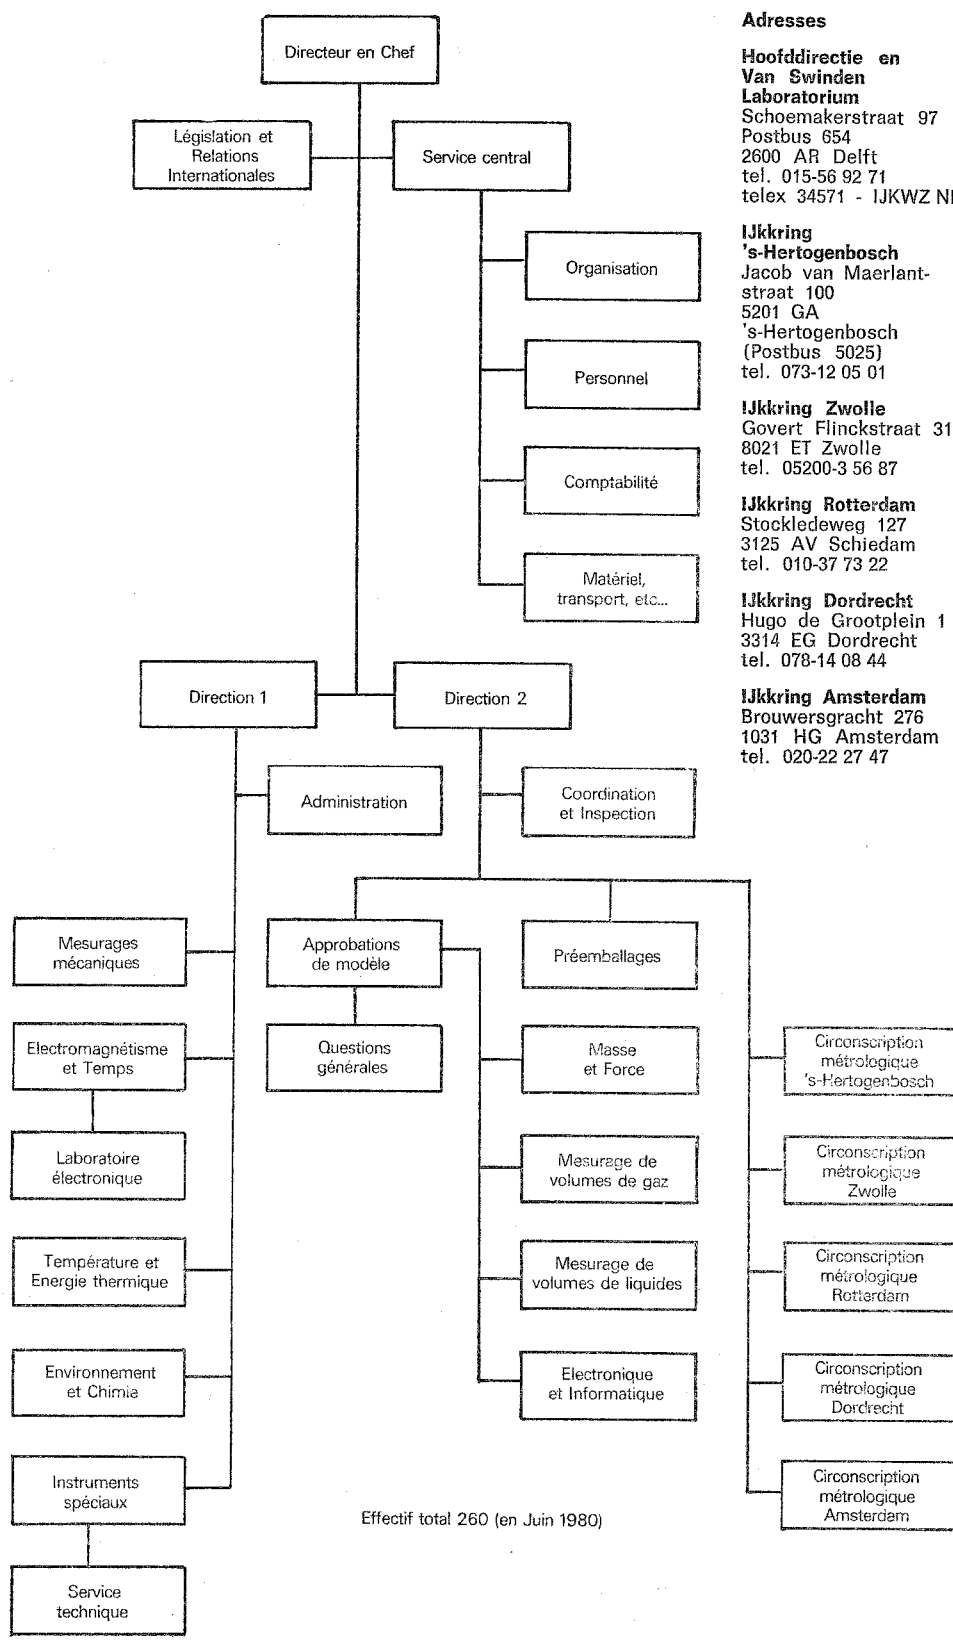 Directeur en Chef
Législation et
Relations
Internationales
Service central
Organisation
Personnel
Comptabilité
Matériel,
transport, etc...
Direction 1
Direction 2
Administration
Coordination
et Inspection
Mesurages
mécaniques
Approbations
de modèle
Préemballages
Electromagnétisme
et Temps
Questions
générales
Masse
et Force
Circonscription
métrologique
's-Hertogenbosch
Laboratoire
électronique
Mesurage de
volumes de gaz
Circonscription
métrologique
Zwolle
Température et
Energie thermique
Mesurage de
volumes de liquides
Circonscription
métrologique
Rotterdam
Environnement
et Chimia
Electronique
et Informatique
Circonscription
métrologique
Dordrecht
Instruments
spéciaux
Circonscription
métrologique
Amsterdam
Service
technique
Effectif total 260 (en Juin 1980)
Adresses
Hoofddirectie en
Van Swinden
Laboratorium
Schoemakerstraat 97
Postbus 654
2600 AR Delft
tel. 015-56 92 71
telex 34571 - IJKWZ
IJkkring
's-Hertogenbosch
Jacob van Maerlant-
straat 100
5201 GA
's-Hertogenbosch
(Postbus 5025)
tel. 073-12 05 01
IJkkring Zwolle
Govert Flinckstraat 31
8021 ET Zwolle
tel. 05200-3 56 87
IJkkring Rotterdam
Stockledeweg 127
3125 AV Schiedam
tel. 010-37 73 22
IJkkring Dordrecht
Hugo de Grootplein 1
3314 EG Dordrecht
tel. 078-14 08 44
IJkkring Amsterdam
Brouwersgracht 276
1031 HG Amsterdam
tel. 020-22 27 47